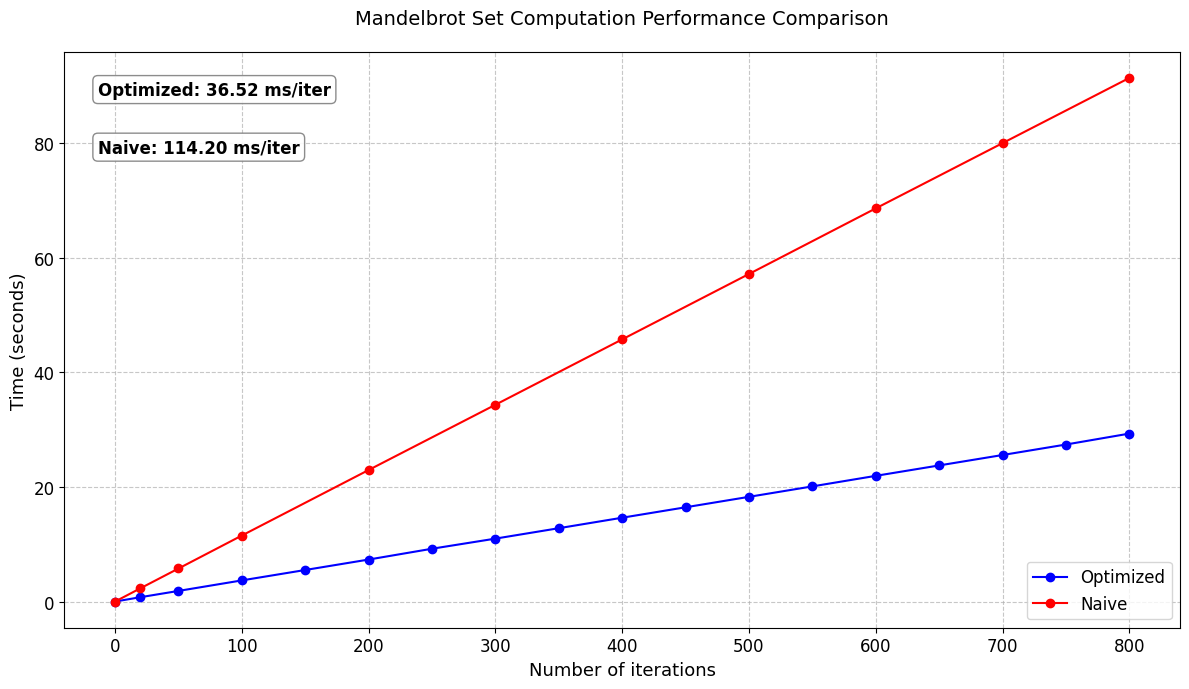 Mandelbrot Set Computation Performance Comparison
Optimized: 36.52 ms/iter
Naive: 114.20 ms/iter
Time (seconds)
80
60
40
20
0
0 100 200 300 400 500 600 700 800
Number of iterations
Optimized
Naive